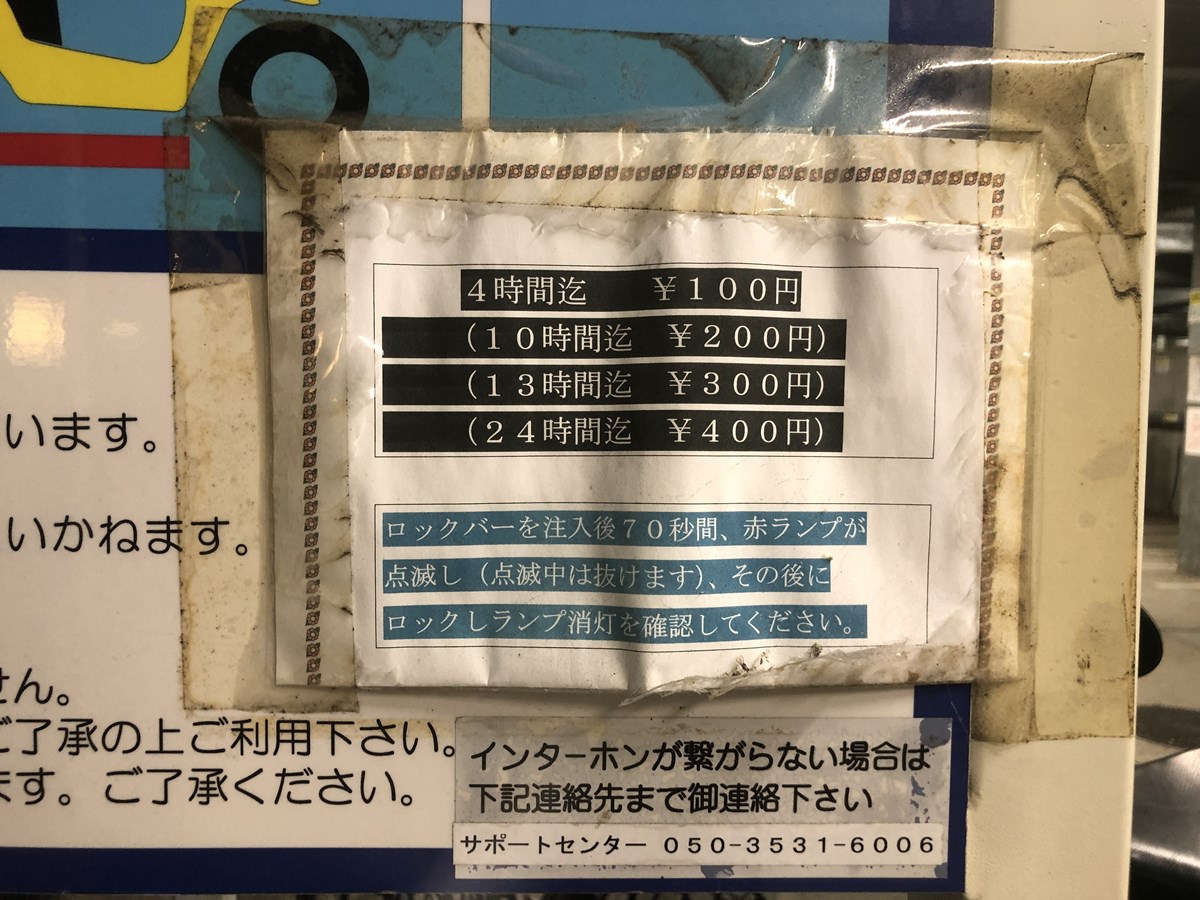 4時間迄 ￥１００円
（１０時間迄 ￥２００円）
（１３時間迄 ￥３００円）
（２４時間迄 ￥４００円）
ロックバーを注入後７０秒間、赤ランプが
点滅し（点滅中は抜けます）、その後に
ロックしランプ消灯を確認してください。
います。
いかねます。
せん。
ご了承の上ご利用下さい。
ます。ご了承ください。
インターホンが繋がらない場合は
下記連絡先まで御連絡下さい
サポートセンター ０５０-３５３１-６００６